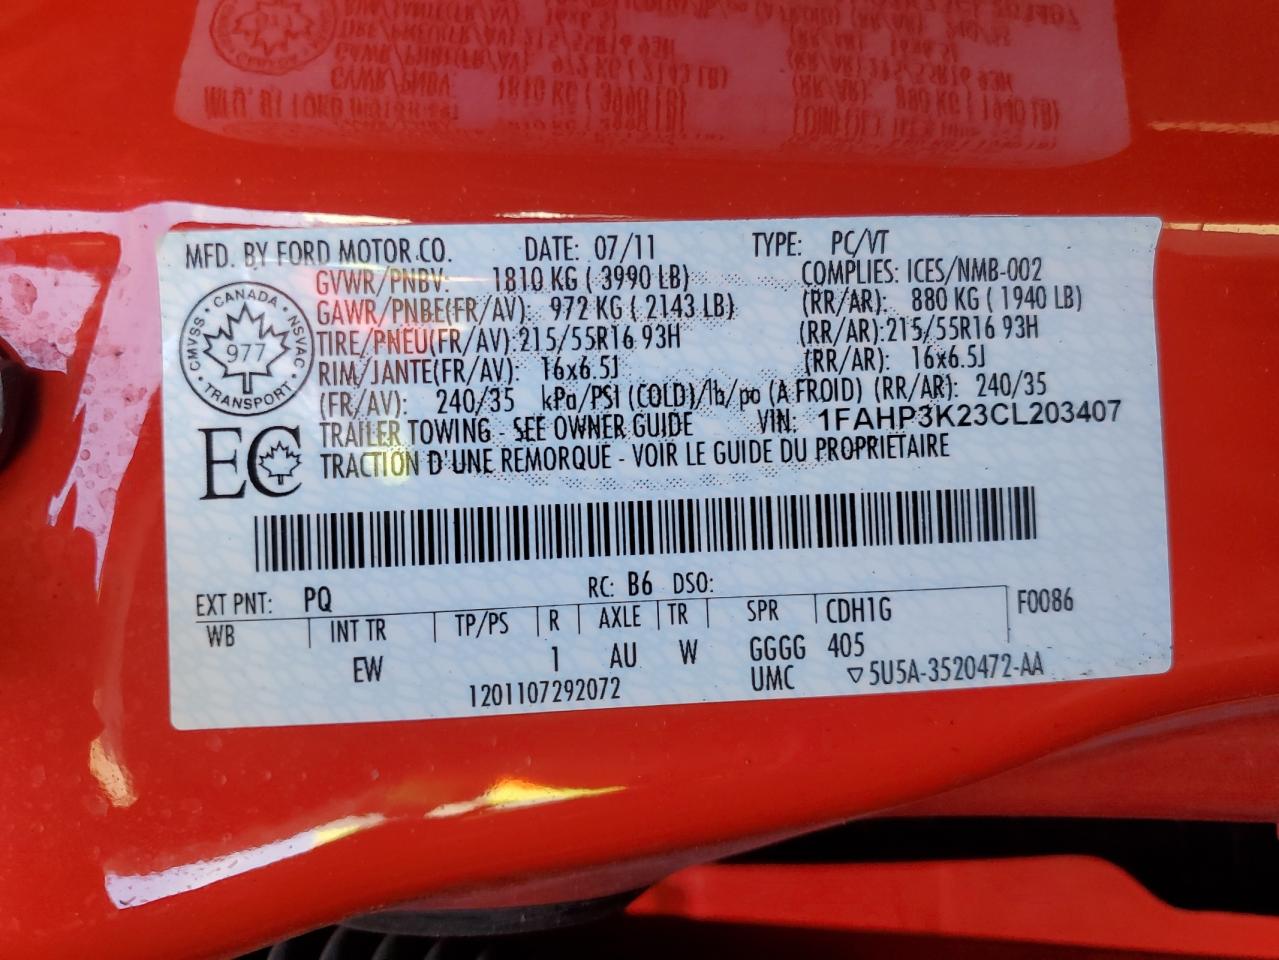 MFD. BY FORD MOTOR CO. DATE: 07/11 TYPE: PC/VT
GVWR/PNBV: 1810 KG ( 3990 LB) COMPLIES: ICES/NMB-002
GAWR/PNBE(FR/AV): 972 KG ( 2143 LB) (RR/AR): 880 KG ( 1940 LB)
TIRE/PNEU(FR/AV):215/55R16 93H (RR/AR):215/55R16 93H
RIM/JANTE(FR/AV): 16x6.5J (RR/AR): 16x6.5J
(FR/AV): 240/35 kPa/PSI (COLD)/lb/po (A FROID) (RR/AR): 240/35
TRAILER TOWING - SEE OWNER GUIDE VIN: 1FAHP3K23CL203407
TRACTION D'UNE REMORQUE - VOIR LE GUIDE DU PROPRIETAIRE
CANADA
CMVSS 977 NSVAC
TRANSPORT
EC
EXT PNT: PQ RC: B6 DSO:
WB INT TR TP/PS R AXLE TR SPR CDH1G F0086
EW 1 AU W GGGG 405
1201107292072 UMC ▽5U5A-3520472-AA